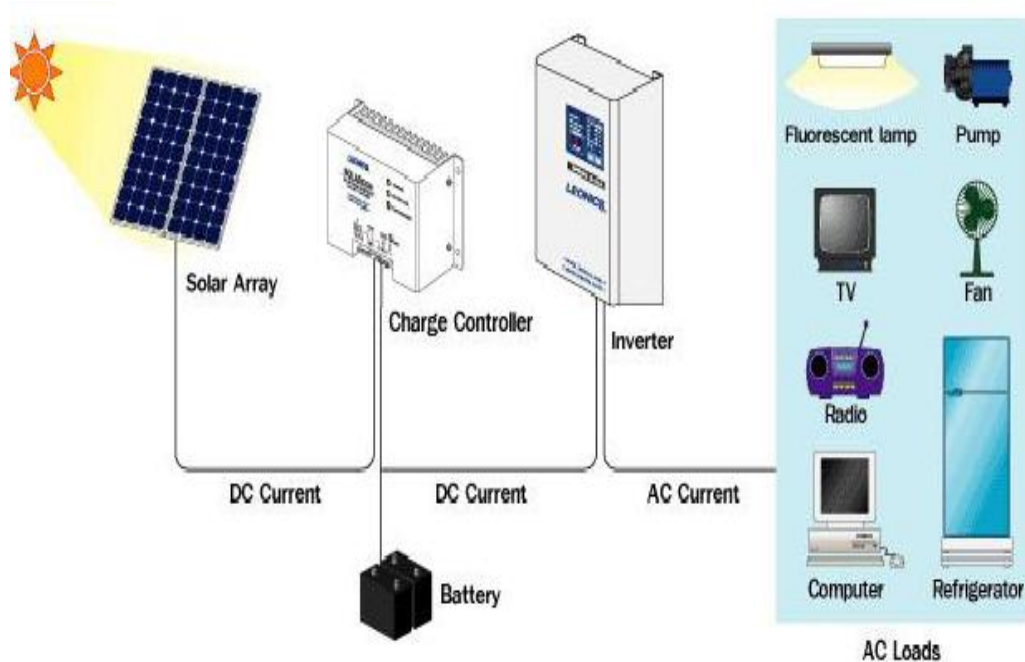 Fluorescent lamp
Pump
Solar Array
Charge Controller
LEONICS
Inverter
TV
Fan
Radio
DC Current
DC Current
AC Current
Battery
Computer
Refrigerator
AC Loads